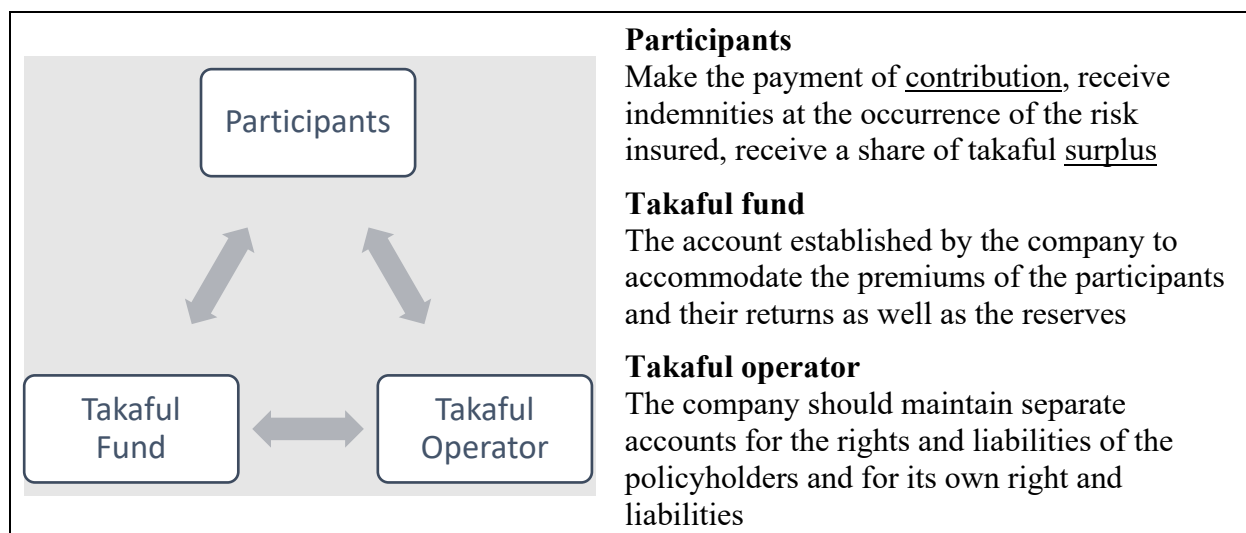 Participants
Takaful
Fund
Takaful
Operator
Participants
Make the payment of contribution, receive
indemnities at the occurrence of the risk
insured, receive a share of takaful surplus
Takaful fund
The account established by the company to
accommodate the premiums of the participants
and their returns as well as the reserves
Takaful operator
The company should maintain separate
accounts for the rights and liabilities of the
policyholders and for its own right and
liabilities